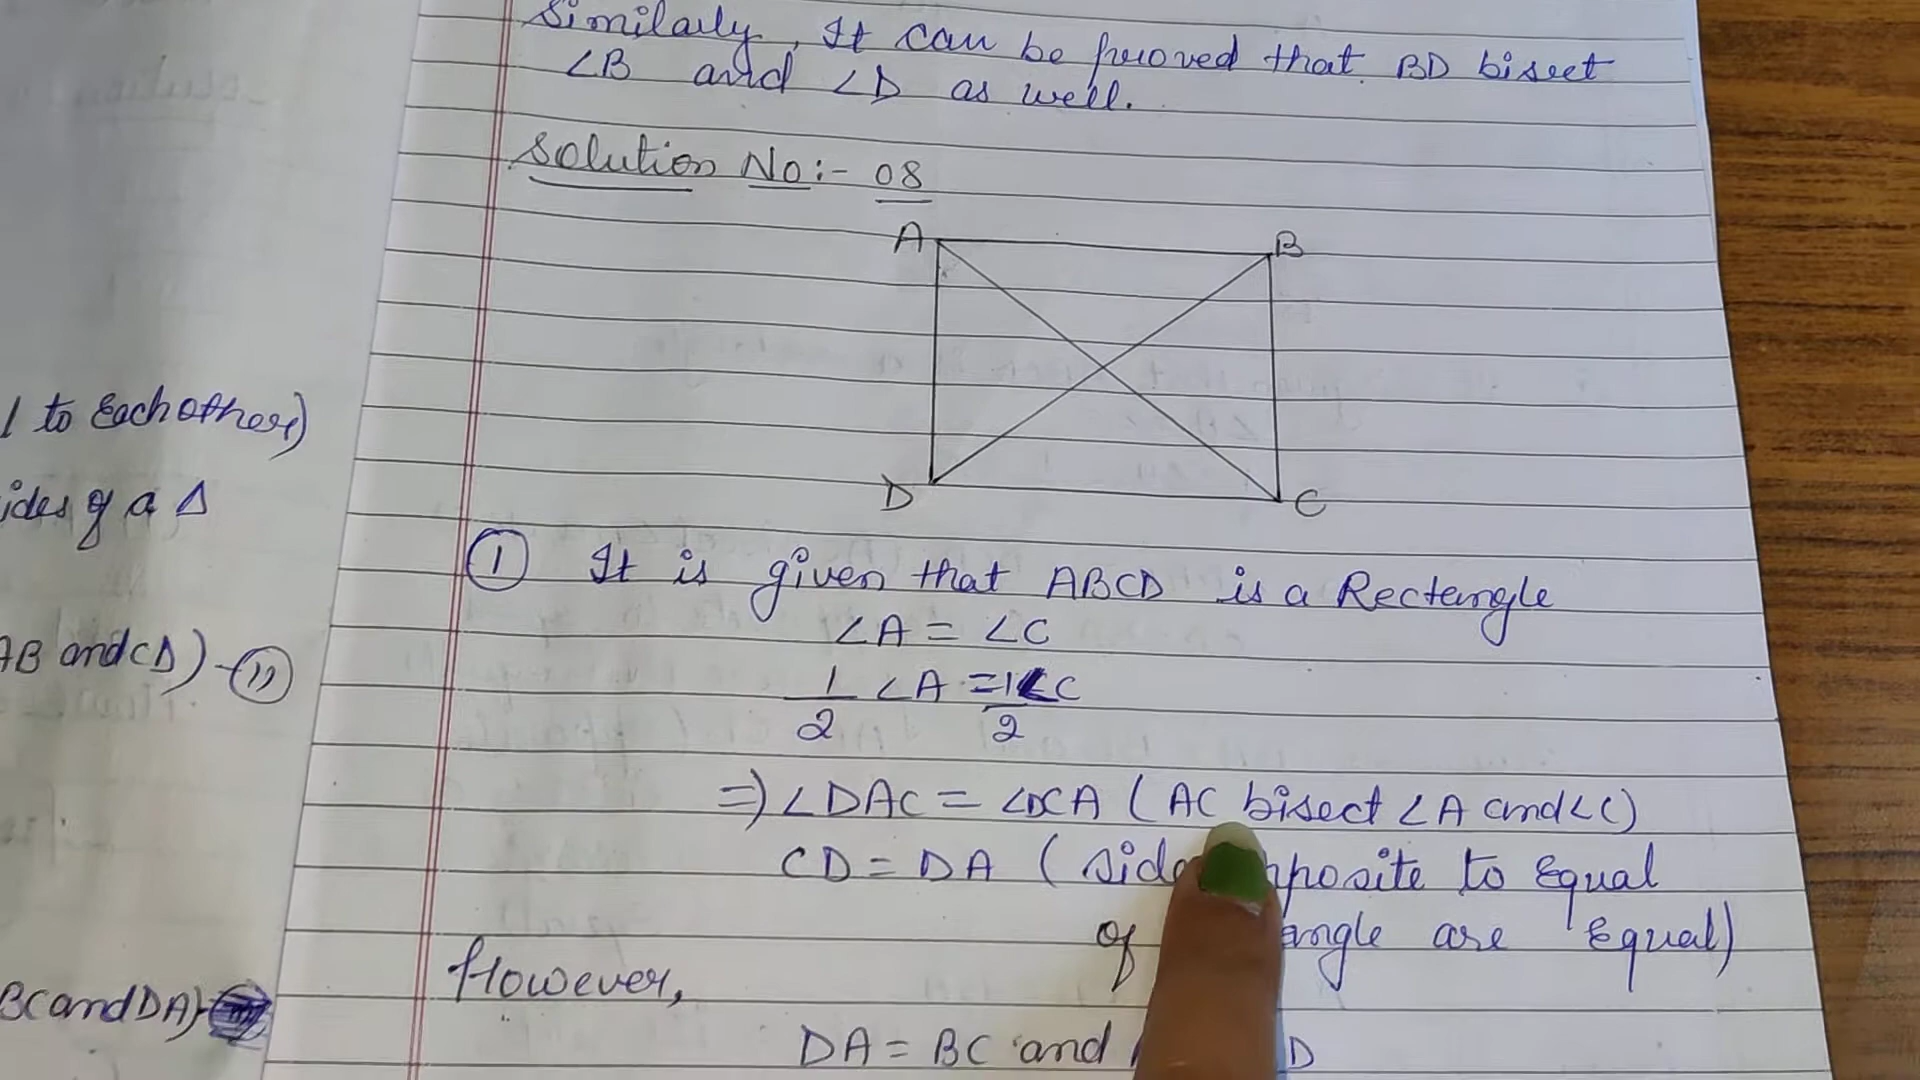 Similarly, It can be proved that BD bisect
∠B and ∠D as well.
Solution No:- 08
A
B
D
C
① It is given that ABCD is a Rectangle
∠A = ∠C
1/2 ∠A = 1/2 ∠C
⇒ ∠DAC = ∠DCA (AC bisect ∠A and ∠C)
CD = DA (side opposite to Equal
of angle are Equal)
However,
DA = BC and
to Each other)
ides of a Δ
AB and CD) - ⑪
BC and DA)-